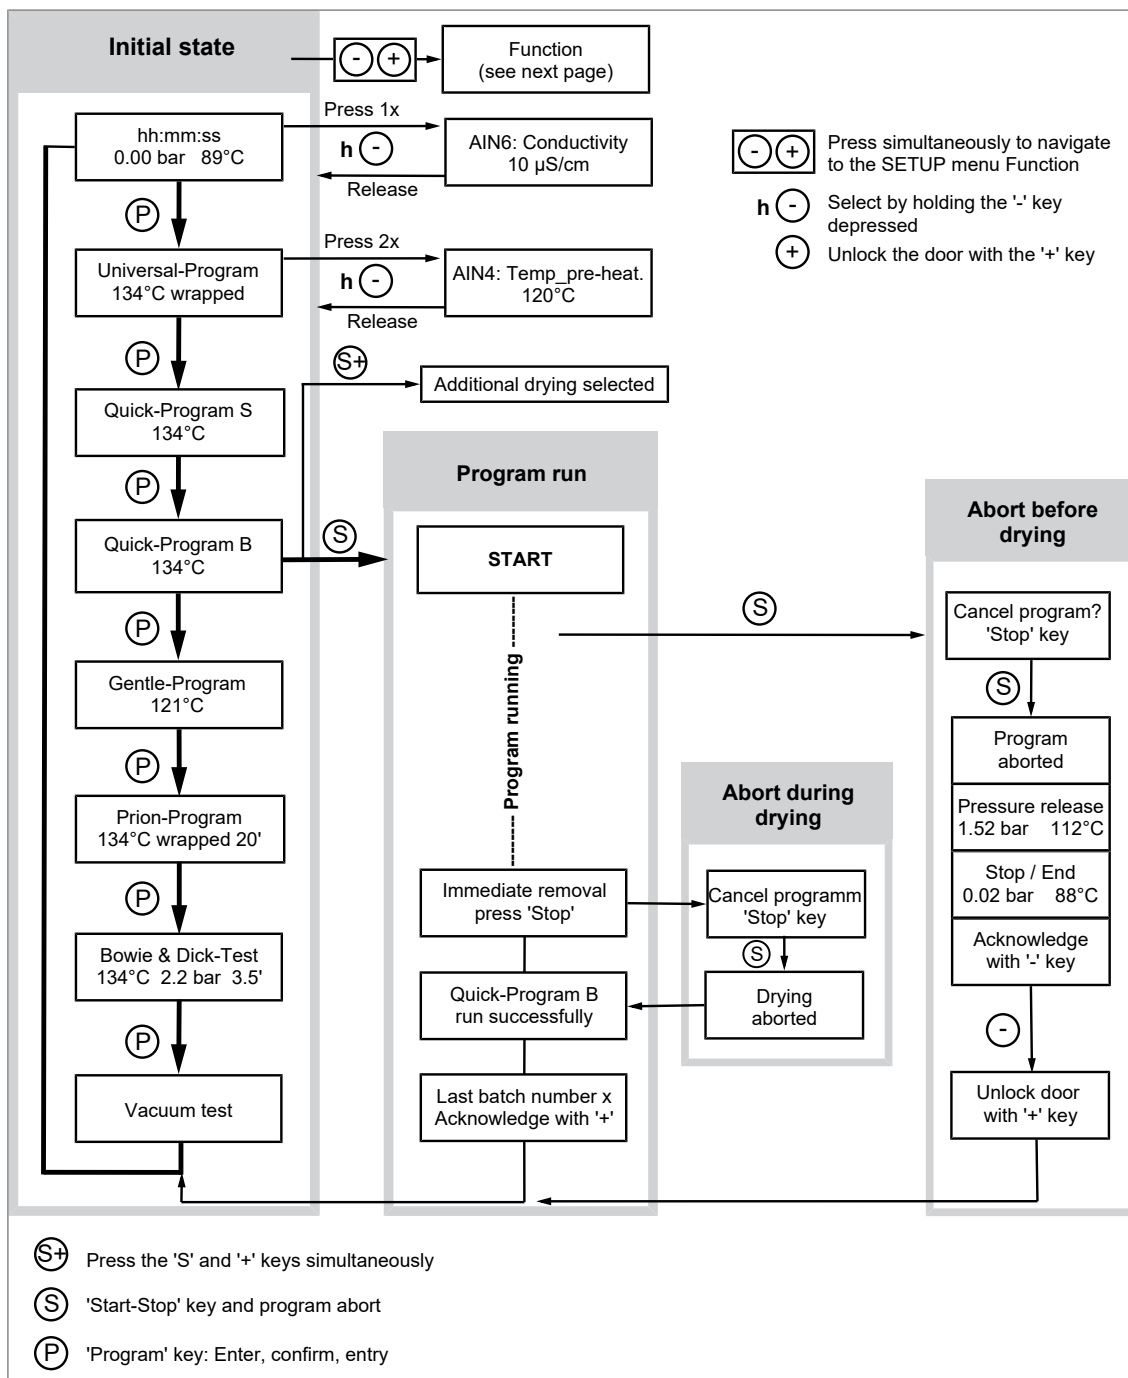 Initial state
- +
Function
(see next page)
hh:mm:ss
0.00 bar 89°C
Press 1x
h -
Release
AIN6: Conductivity
10 µS/cm
- +
Press simultaneously to navigate
to the SETUP menu Function
h -
Select by holding the '-' key
depressed
+
Unlock the door with the '+' key
P
Universal-Program
134°C wrapped
Press 2x
h -
Release
AIN4: Temp_pre-heat.
120°C
P
S+
Additional drying selected
Quick-Program S
134°C
P
Quick-Program B
134°C
S
Program run
START
Program running
S
Abort before
drying
Cancel program?
'Stop' key
S
Program
aborted
Pressure release
1.52 bar 112°C
Stop / End
0.02 bar 88°C
Acknowledge
with '-' key
-
Unlock door
with '+' key
P
Gentle-Program
121°C
P
Prion-Program
134°C wrapped 20'
P
Bowie & Dick-Test
134°C 2.2 bar 3.5'
P
Vacuum test
Immediate removal
press 'Stop'
Abort during
drying
Cancel programm
'Stop' key
S
Drying
aborted
Quick-Program B
run successfully
Last batch number x
Acknowledge with '+'
S+
Press the 'S' and '+' keys simultaneously
S
'Start-Stop' key and program abort
P
'Program' key: Enter, confirm, entry